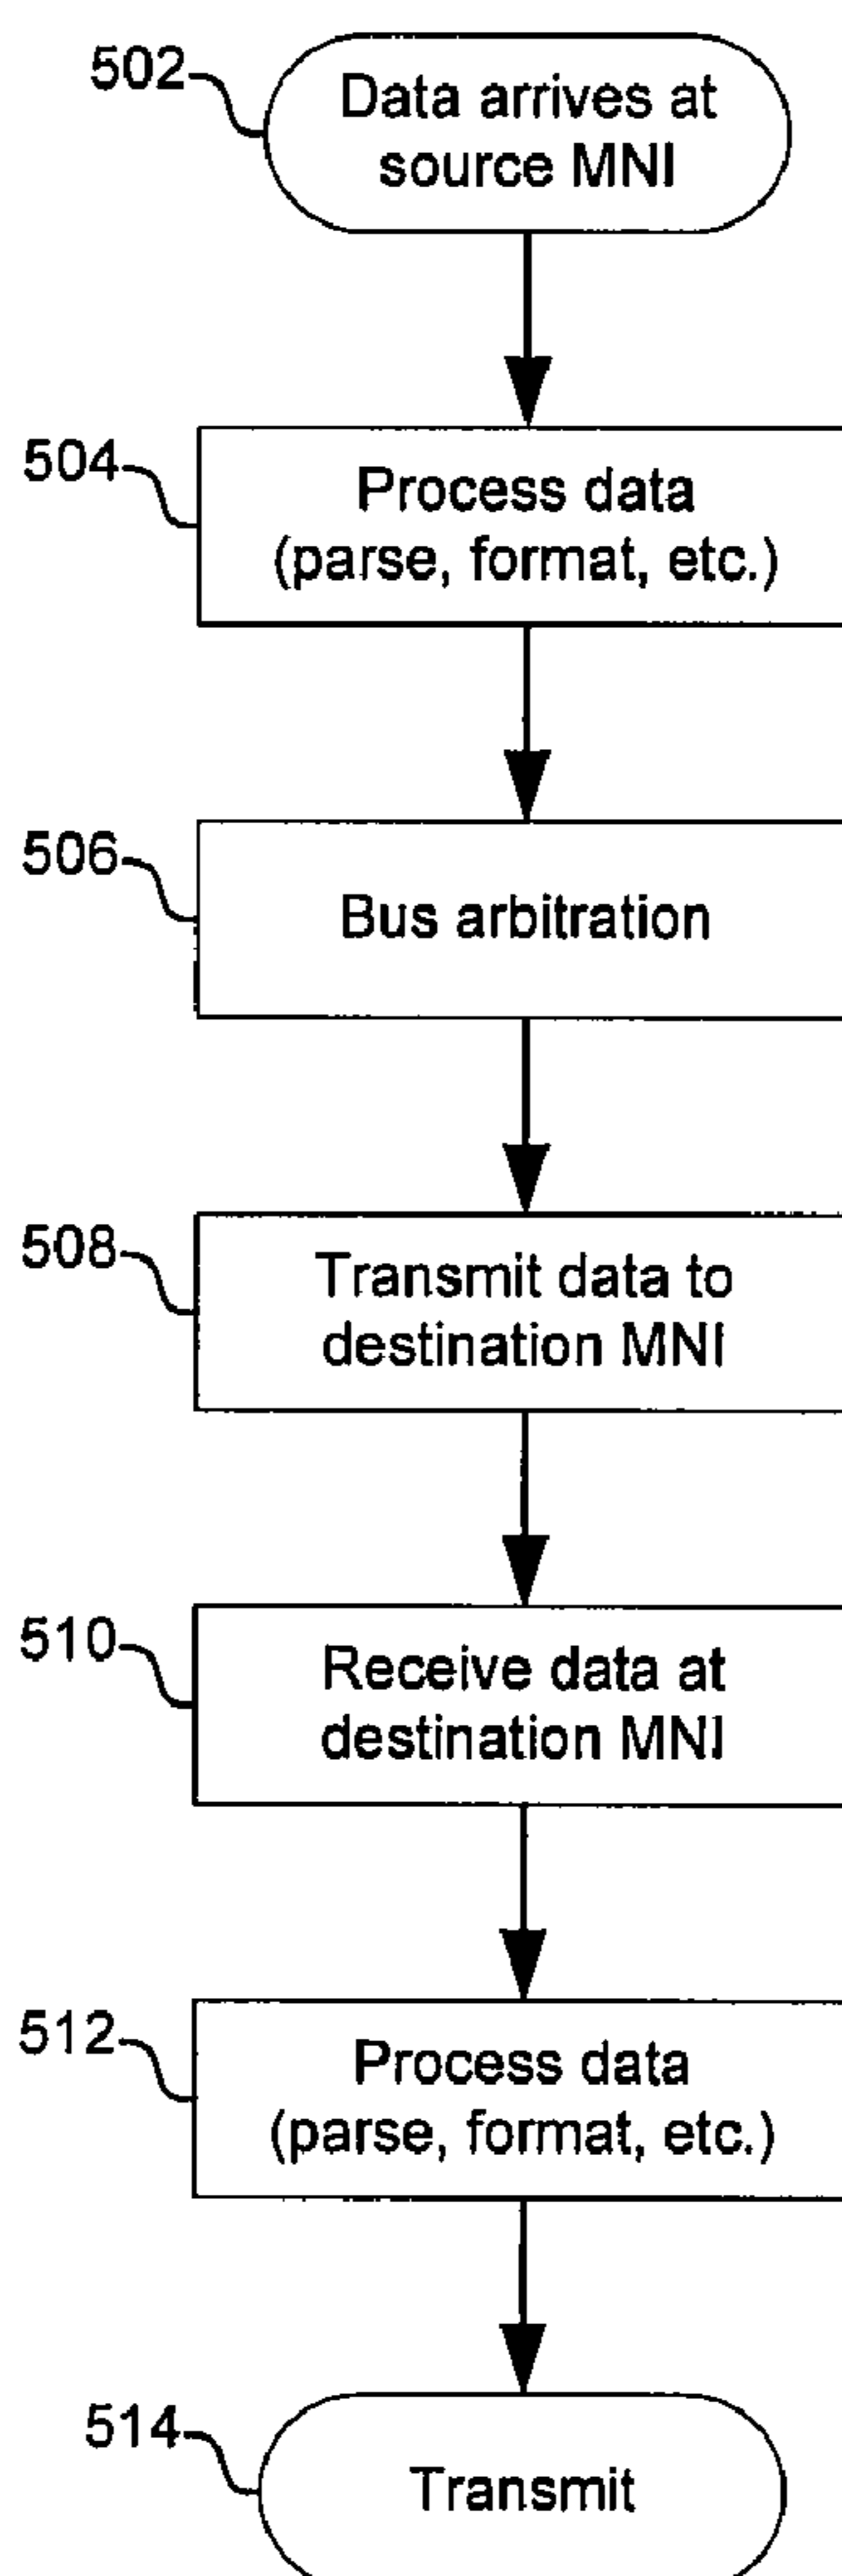 502
Data arrives at
source MNI
504
Process data
(parse, format, etc.)
506
Bus arbitration
508
Transmit data to
destination MNI
510
Receive data at
destination MNI
512
Process data
(parse, format, etc.)
514
Transmit